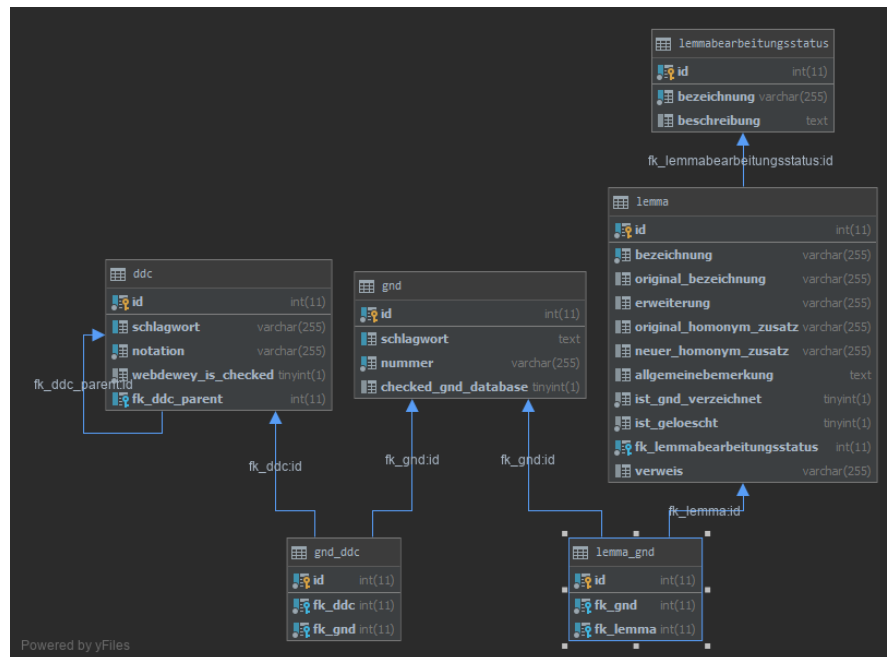 lemmabearbeitungsstatus
id int(11)
bezeichnung varchar(255)
beschreibung text
fk_lemmabearbeitungsstatus:id
lemma
id int(11)
bezeichnung varchar(255)
original_bezeichnung varchar(255)
erweiterung varchar(255)
original_homonym_zusatz varchar(255)
neuer_homonym_zusatz varchar(255)
allgemeinebemerkung text
ist_gnd_verzeichnet tinyint(1)
ist_geloescht tinyint(1)
fk_lemmabearbeitungsstatus int(11)
verweis varchar(255)
ddc
id int(11)
schlagwort varchar(255)
notation varchar(255)
webdewey_is_checked tinyint(1)
fk_ddc_parent int(11)
fk_ddc_parent:id
gnd
id int(11)
schlagwort text
nummer varchar(255)
checked_gnd_database tinyint(1)
fk_ddc:id
fk_gnd:id
fk_gnd:id
fk_lemma:id
gnd_ddc
id int(11)
fk_ddc int(11)
fk_gnd int(11)
lemma_gnd
id int(11)
fk_gnd int(11)
fk_lemma int(11)
Powered by yFiles